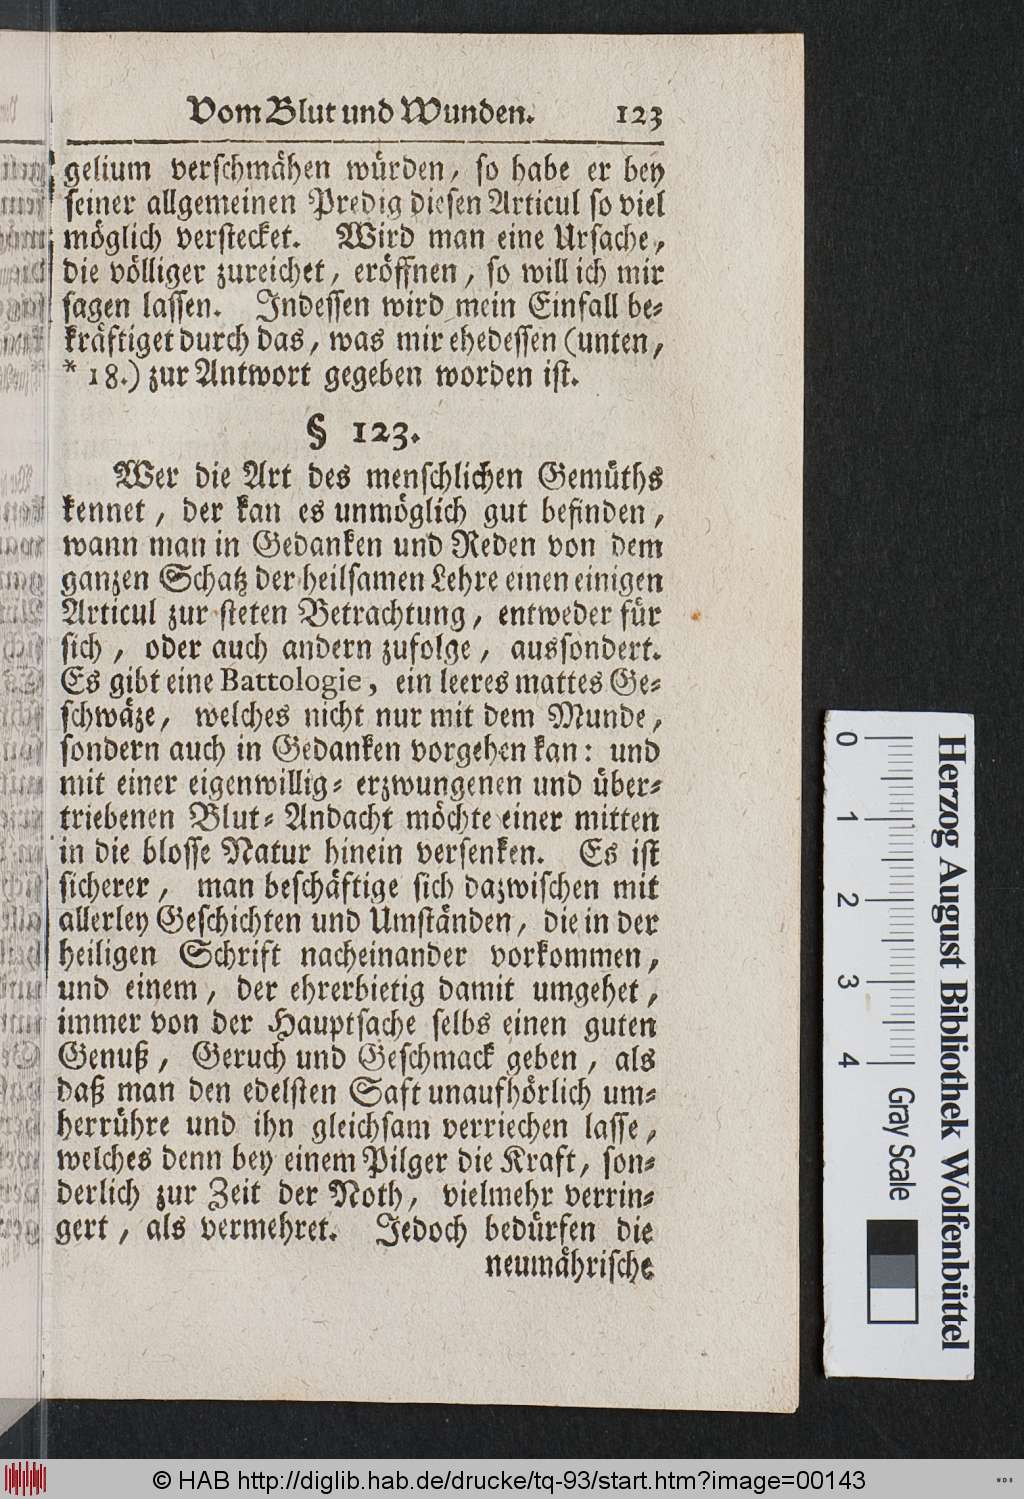 Vom Blut und Wunden. 123
gelium verschmähen würden, so habe er bey
seiner allgemeinen Predig diesen Articul so viel
möglich verstecket. Wird man eine Ursache,
die völliger zureichet, eröffnen, so will ich mir
sagen lassen. Indessen wird mein Einfall be-
kräftiget durch das, was mir ehedessen (unten,
* 18.) zur Antwort gegeben worden ist.
§ 123.
Wer die Art des menschlichen Gemüths
kennet, der kan es unmöglich gut befinden,
wann man in Gedanken und Reden von dem
ganzen Schatz der heilsamen Lehre einen einigen
Articul zur steten Betrachtung, entweder für
sich, oder auch andern zufolge, aussondert.
Es gibt eine Battologie, ein leeres mattes Ge-
schwäze, welches nicht nur mit dem Munde,
sondern auch in Gedanken vorgehen kan: und
mit einer eigenwillig- erzwungenen und über-
triebenen Blut- Andacht möchte einer mitten
in die blosse Natur hinein versenken. Es ist
sicherer, man beschäftige sich dazwischen mit
allerley Geschichten und Umständen, die in der
heiligen Schrift nacheinander vorkommen,
und einem, der ehrerbietig damit umgehet,
immer von der Hauptsache selbs einen guten
Genuß, Geruch und Geschmack geben, als
daß man den edelsten Saft unaufhörlich um-
herrühre und ihn gleichsam verriechen lasse,
welches denn bey einem Pilger die Kraft, son-
derlich zur Zeit der Noth, vielmehr verrin-
gert, als vermehret. Jedoch bedürfen die
neumährische
0 1 2 3 4
Gray Scale
Herzog August Bibliothek Wolfenbüttel
© HAB http://diglib.hab.de/drucke/tq-93/start.htm?image=00143